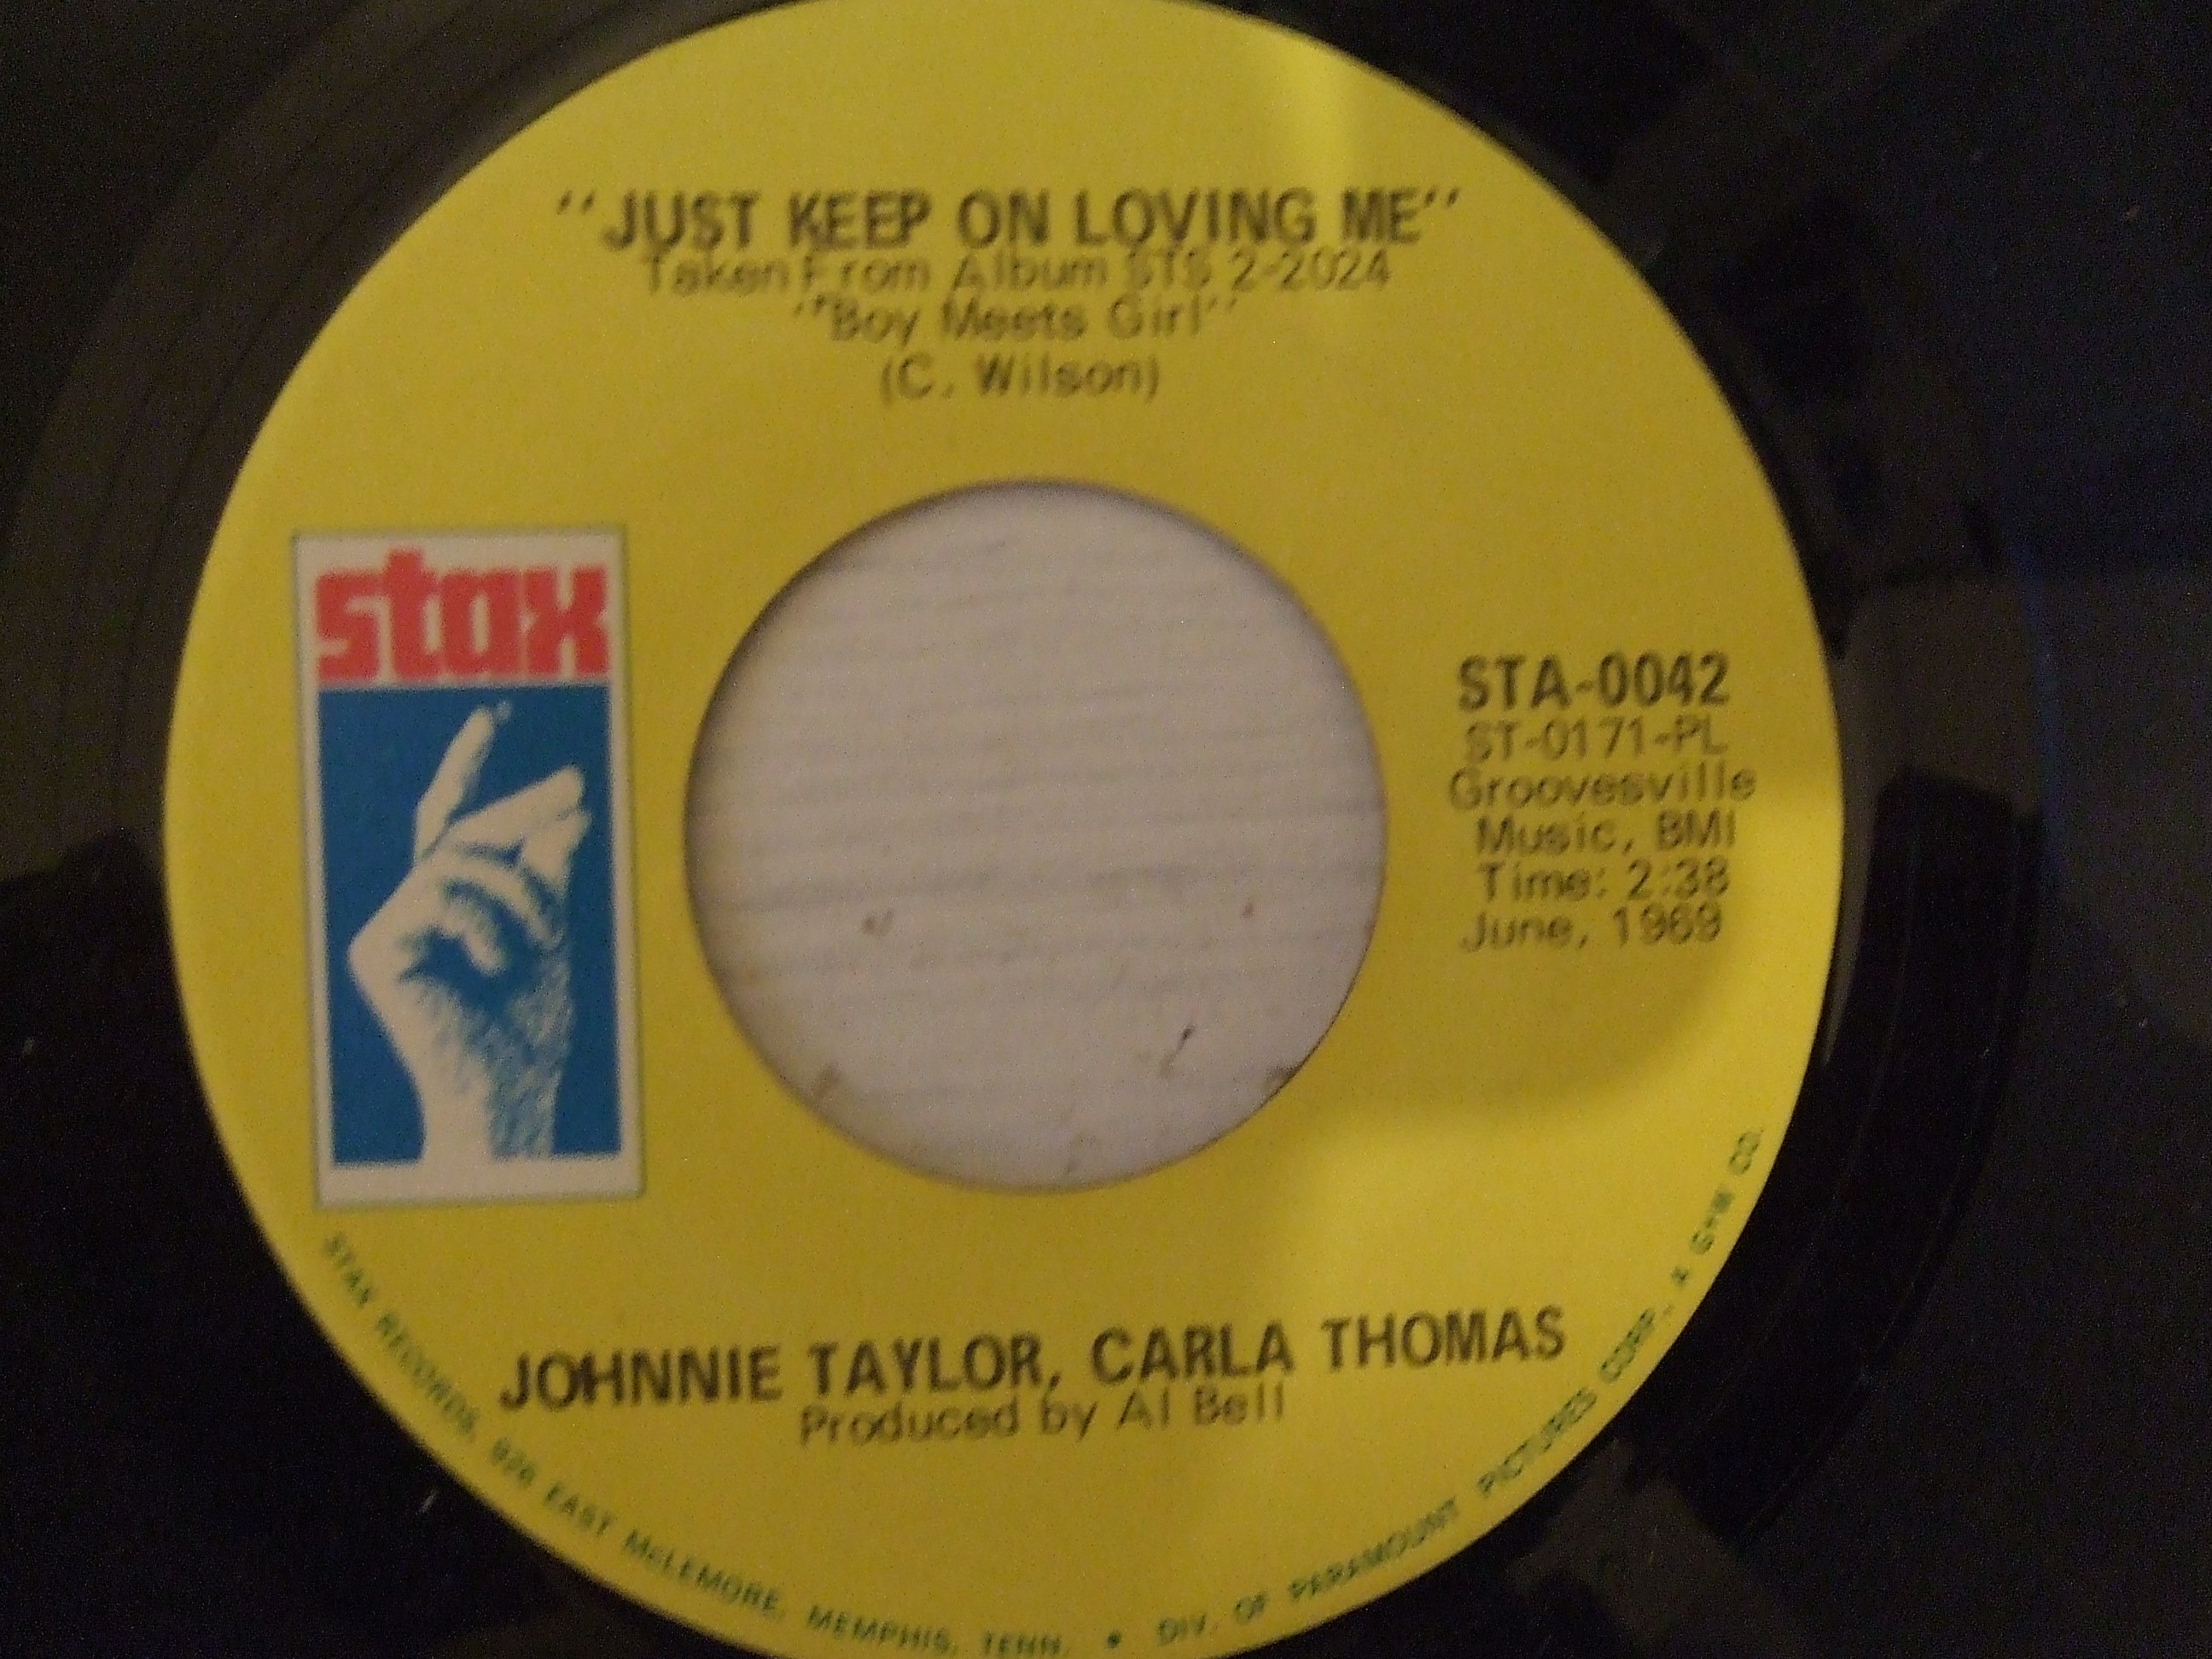 "JUST KEEP ON LOVING ME"
Taken From Album STS 2-2024
"Boy Meets Girl"
(C. Wilson)
stax
STA-0042
ST-0171-PL
Groovesville
Music, BMI
Time: 2:38
June, 1969
JOHNNIE TAYLOR, CARLA THOMAS
Produced by Al Bell
STAX RECORDS, 926 EAST McLEMORE, MEMPHIS, TENN. • DIV. OF PARAMOUNT PICTURES CORP., A G+W CO.